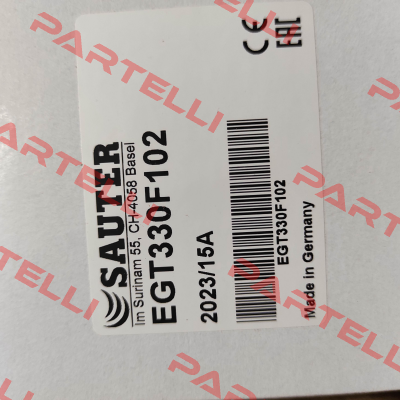 SAUTER
Im Surinam 55, CH-4058 Basel
EGT330F102
2023/15A
EGT330F102
Made in Germany
CE
EAC
PARTELLI
PARTELLI
PARTELLI
PARTELLI
PARTELLI